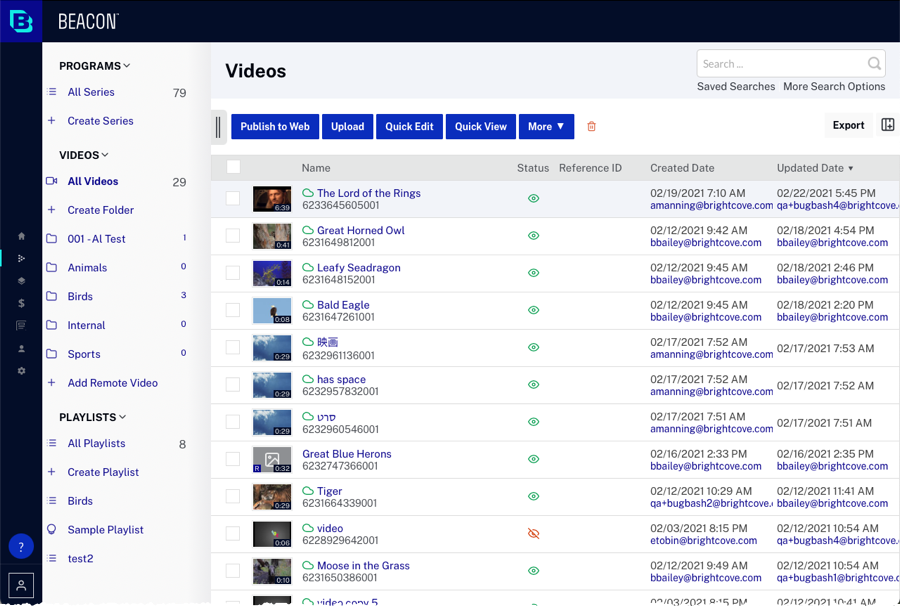 BEACON
PROGRAMS
All Series 79
Create Series
VIDEOS
All Videos 29
Create Folder
001 - Al Test 1
Animals 0
Birds 3
Internal 0
Sports 0
Add Remote Video
PLAYLISTS
All Playlists 8
Create Playlist
Birds
Sample Playlist
test2
?
Videos
Search ...
Saved Searches More Search Options
Publish to Web Upload Quick Edit Quick View More ▼ Export
Name Status Reference ID Created Date Updated Date ▼
The Lord of the Rings 02/19/2021 7:10 AM 02/22/2021 5:45 PM
6:39 6233645605001 amanning@brightcove.com qa+bugbash4@brightcove.
Great Horned Owl 02/12/2021 9:42 AM 02/18/2021 4:54 PM
0:41 6231649812001 bbailey@brightcove.com bbailey@brightcove.com
Leafy Seadragon 02/12/2021 9:45 AM 02/18/2021 2:46 PM
0:14 6231648152001 bbailey@brightcove.com bbailey@brightcove.com
Bald Eagle 02/12/2021 9:45 AM 02/18/2021 2:20 PM
0:08 6231647261001 bbailey@brightcove.com bbailey@brightcove.com
映画 02/17/2021 7:52 AM 02/17/2021 7:53 AM
0:29 6232961136001 amanning@brightcove.com
has space 02/17/2021 7:52 AM 02/17/2021 7:52 AM
0:29 6232957832001 amanning@brightcove.com
סרט 02/17/2021 7:51 AM 02/17/2021 7:51 AM
0:29 6232960546001 amanning@brightcove.com
Great Blue Herons 02/16/2021 2:33 PM 02/16/2021 2:35 PM
R 0:32 6232747366001 bbailey@brightcove.com bbailey@brightcove.com
Tiger 02/12/2021 10:29 AM 02/12/2021 11:41 AM
0:29 6231664339001 qa+bugbash2@brightcove. bbailey@brightcove.com
video 02/03/2021 8:15 PM 02/12/2021 10:54 AM
0:06 6228929642001 etobin@brightcove.com qa+bugbash4@brightcove.
Moose in the Grass 02/12/2021 9:49 AM 02/12/2021 10:54 AM
0:10 6231650386001 bbailey@brightcove.com qa+bugbash1@brightcove.
video copy 5 02/03/2021 8:15 PM 02/12/2021 10:41 AM